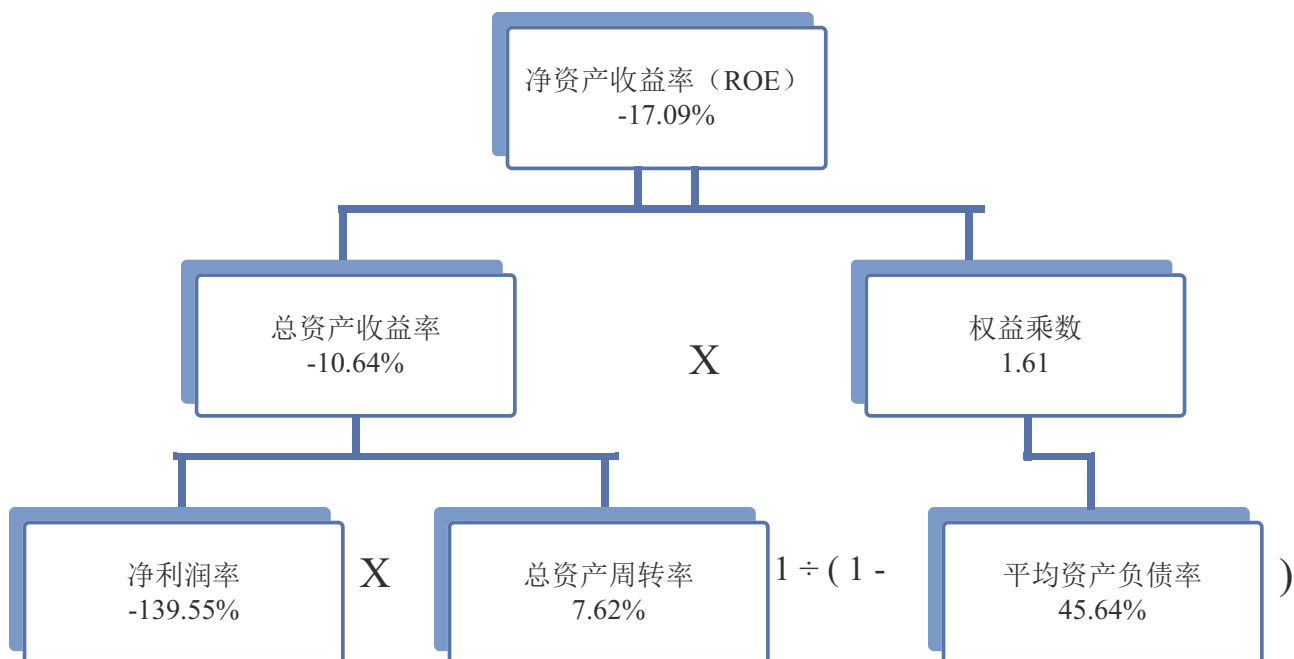 净资产收益率（ROE）
-17.09%
总资产收益率
-10.64%
X
权益乘数
1.61
净利润率
-139.55%
X
总资产周转率
7.62%
1 ÷ ( 1 -
平均资产负债率
45.64%
)